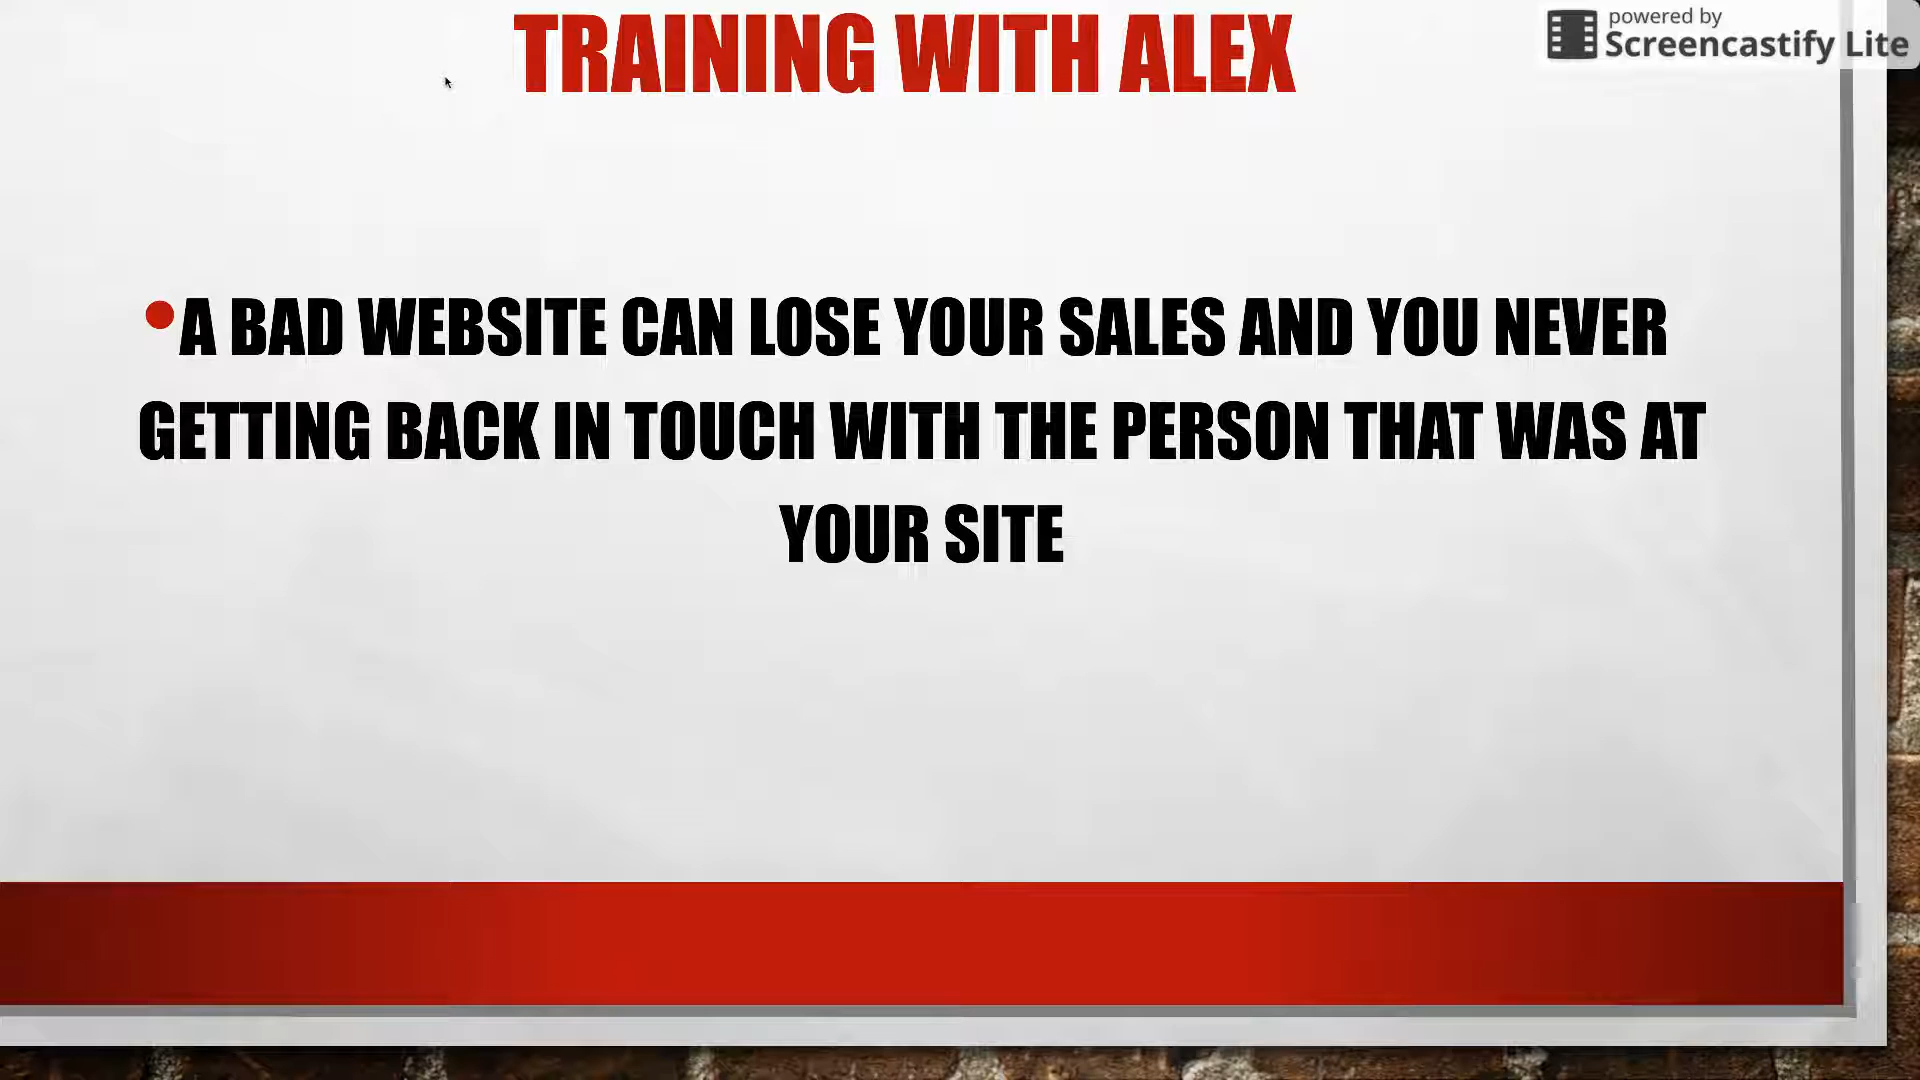 TRAINING WITH ALEX
powered by
Screencastify Lite
•A BAD WEBSITE CAN LOSE YOUR SALES AND YOU NEVER
GETTING BACK IN TOUCH WITH THE PERSON THAT WAS AT
YOUR SITE